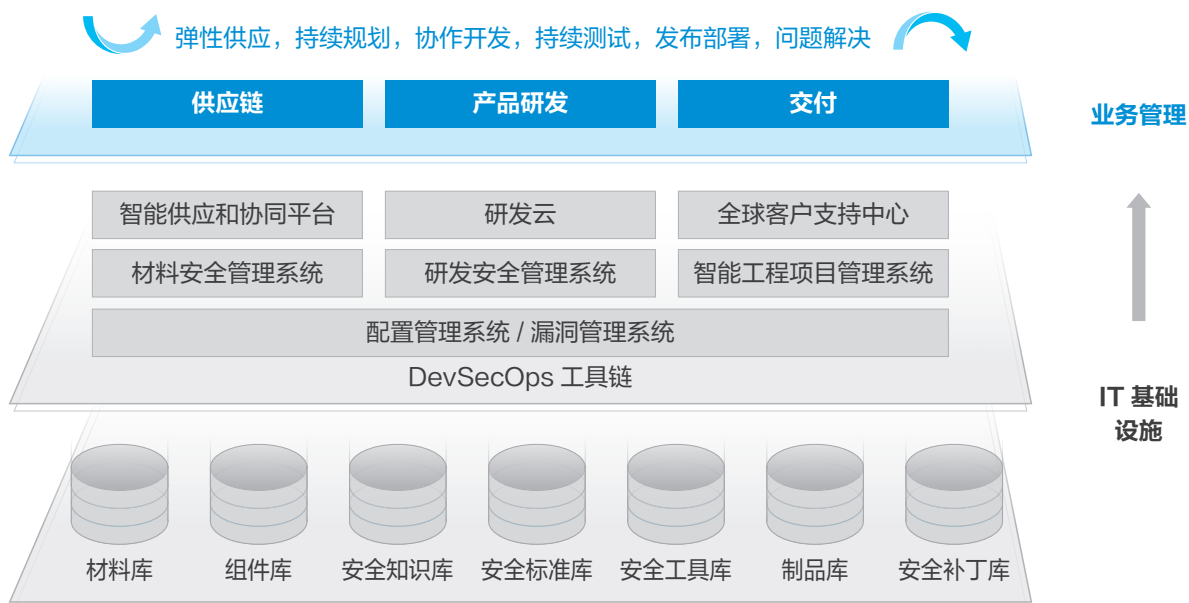 弹性供应，持续规划，协作开发，持续测试，发布部署，问题解决
供应链
产品研发
交付
业务管理
智能供应和协同平台
研发云
全球客户支持中心
材料安全管理系统
研发安全管理系统
智能工程项目管理系统
配置管理系统 / 漏洞管理系统
DevSecOps 工具链
IT 基础
设施
材料库
组件库
安全知识库
安全标准库
安全工具库
制品库
安全补丁库